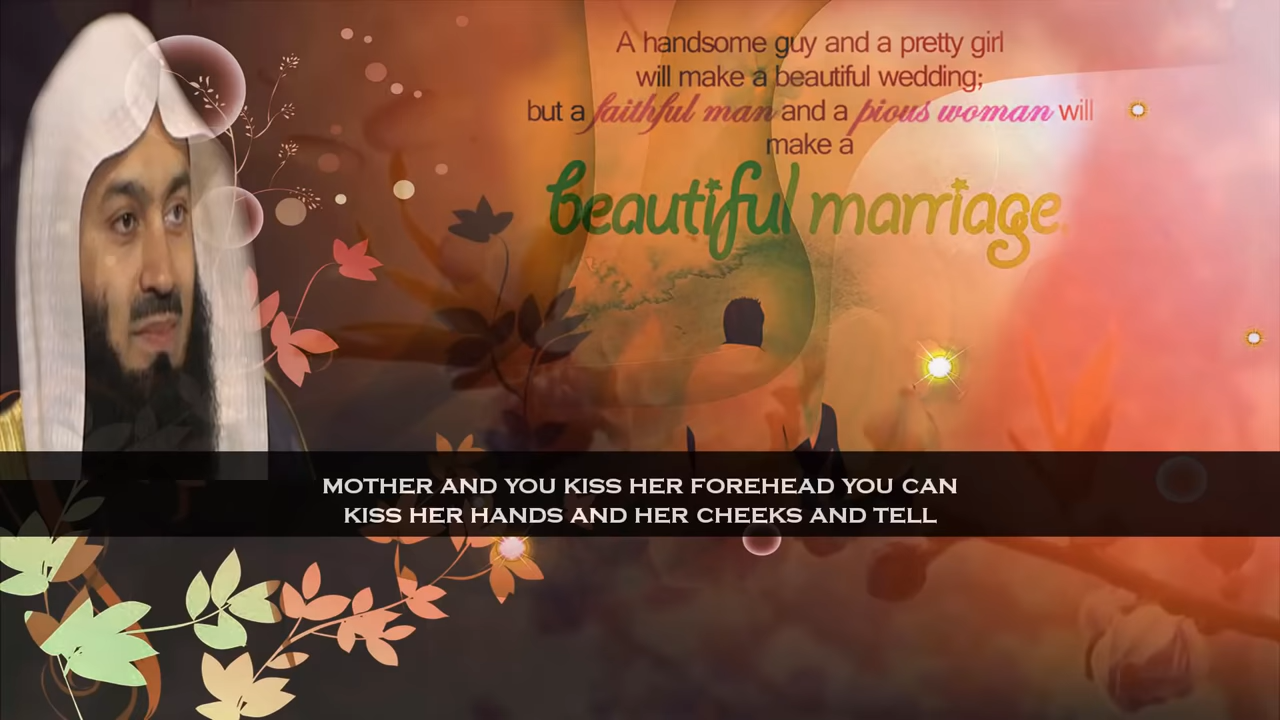 A handsome guy and a pretty girl
will make a beautiful wedding;
but a faithful man and a pious woman will
make a
beautiful marriage.
MOTHER AND YOU KISS HER FOREHEAD YOU CAN
KISS HER HANDS AND HER CHEEKS AND TELL